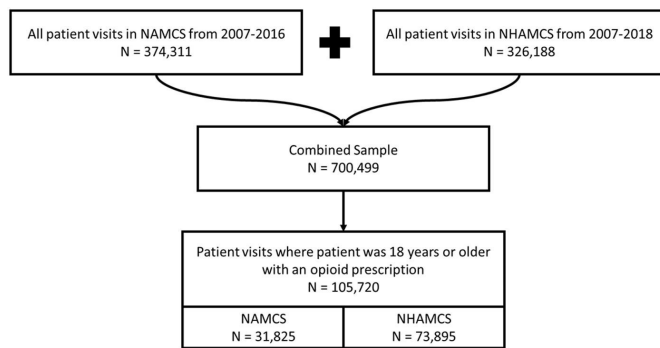 All patient visits in NAMCS from 2007-2016
N = 374,311
All patient visits in NHAMCS from 2007-2018
N = 326,188
Combined Sample
N = 700,499
Patient visits where patient was 18 years or older
with an opioid prescription
N = 105,720
NAMCS
N = 31,825
NHAMCS
N = 73,895